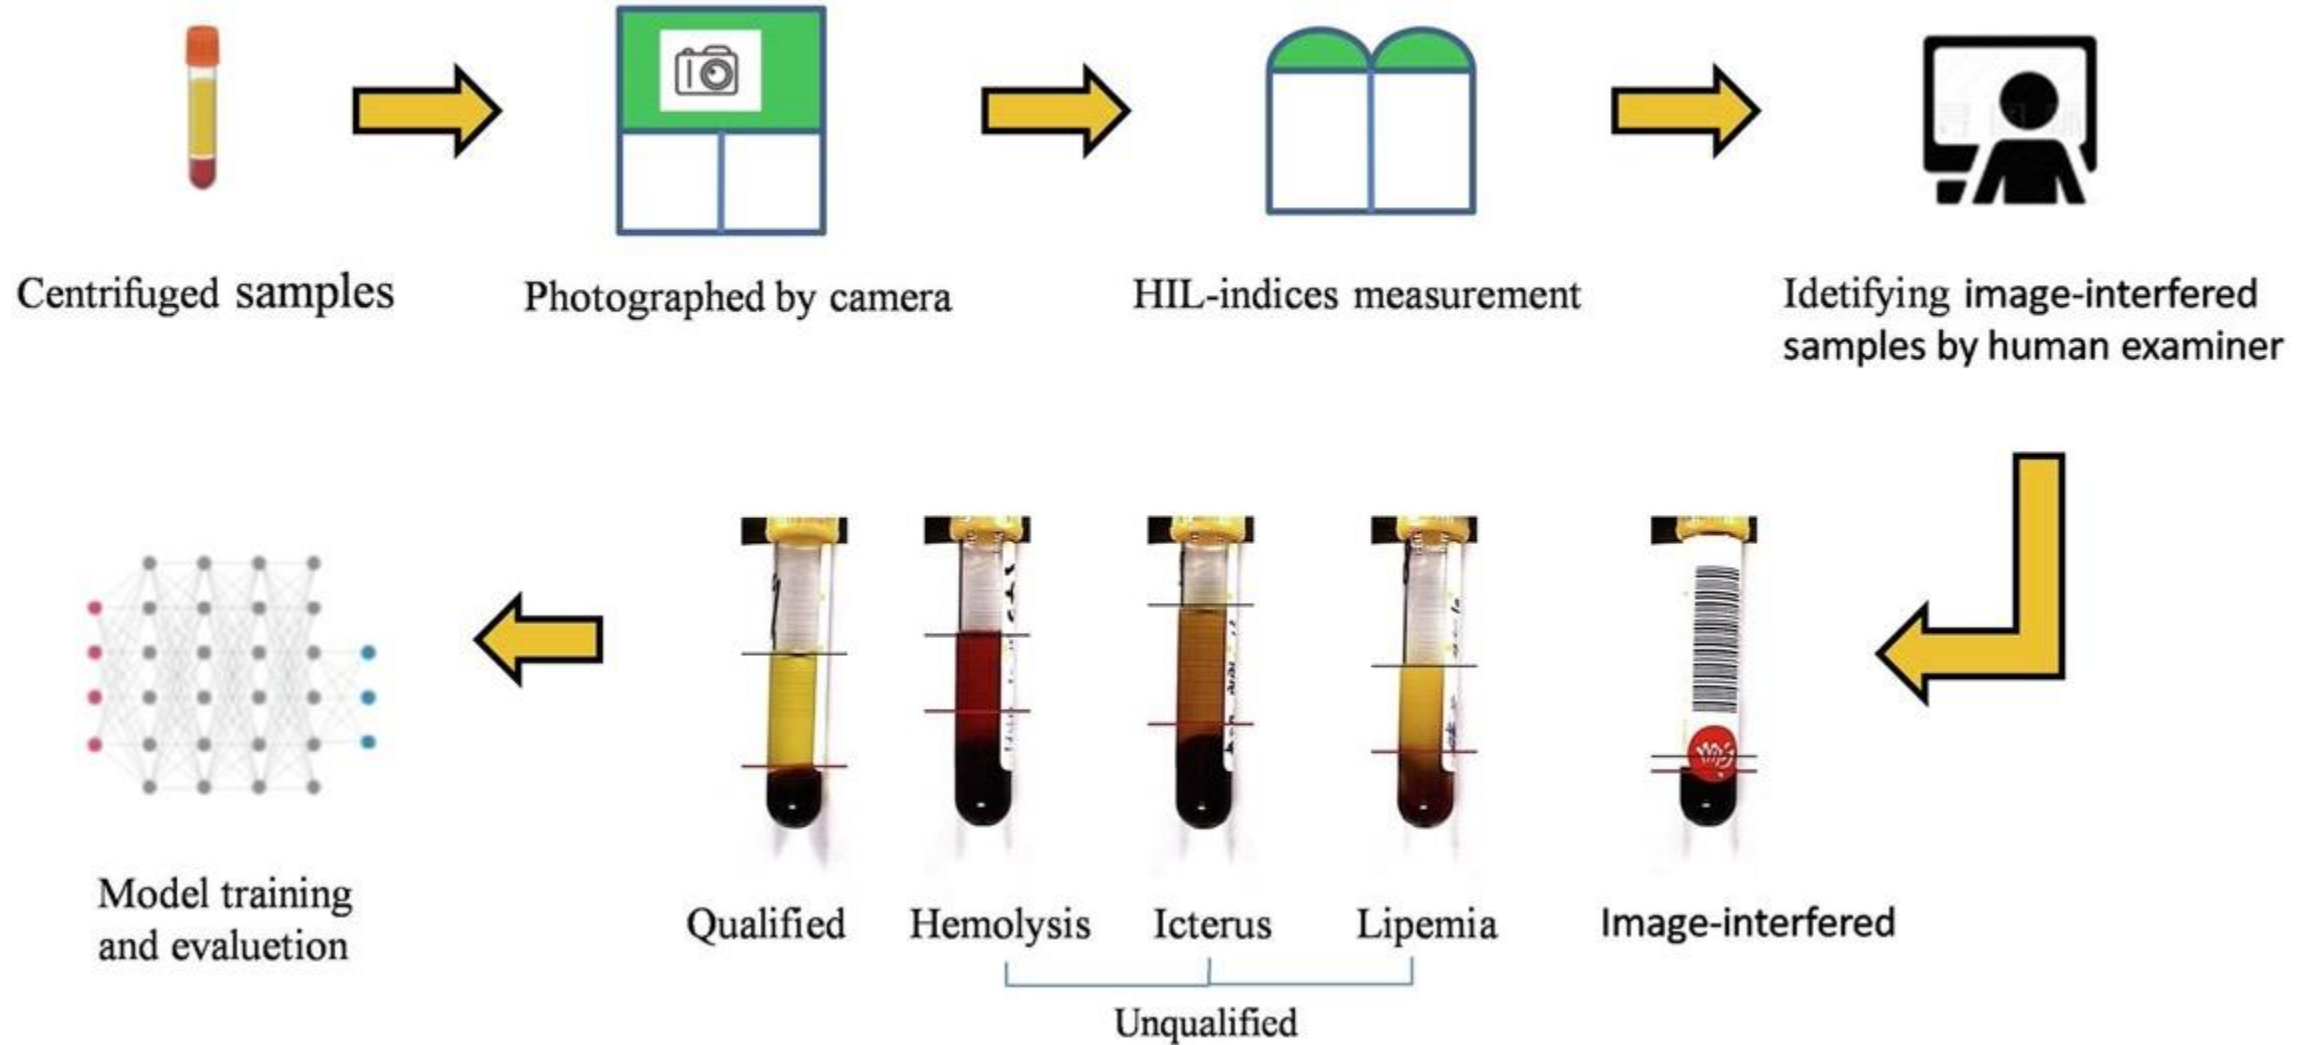 Centrifuged samples
Photographed by camera
HIL-indices measurement
Idetifying image-interfered
samples by human examiner
Model training
and evaluetion
Qualified
Hemolysis
Icterus
Lipemia
Image-interfered
Unqualified